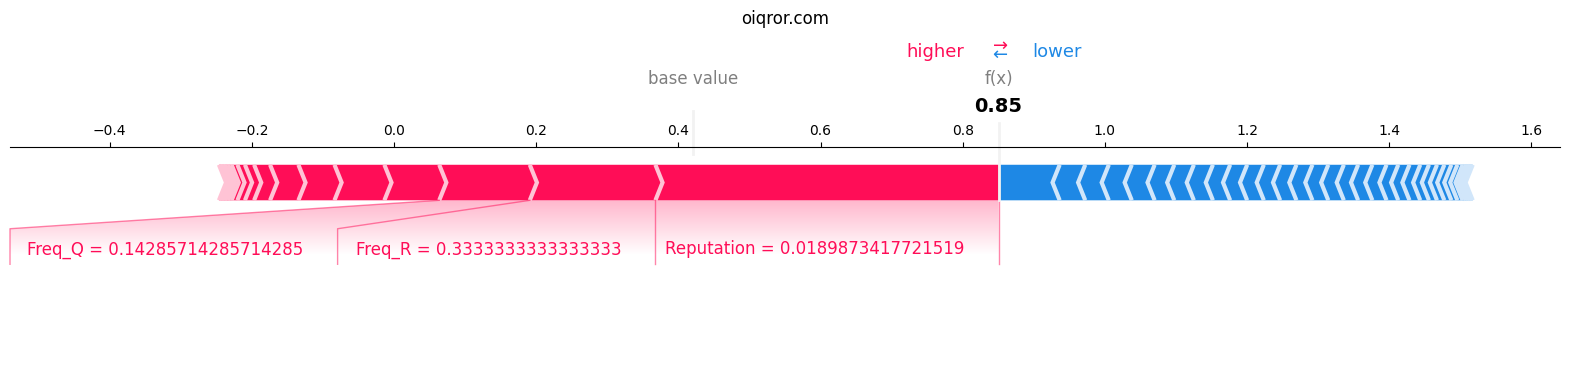 oiqror.com
higher ⇄ lower
base value f(x)
0.85
−0.4 −0.2 0.0 0.2 0.4 0.6 0.8 1.0 1.2 1.4 1.6
Freq_Q = 0.14285714285714285 Freq_R = 0.3333333333333333 Reputation = 0.0189873417721519